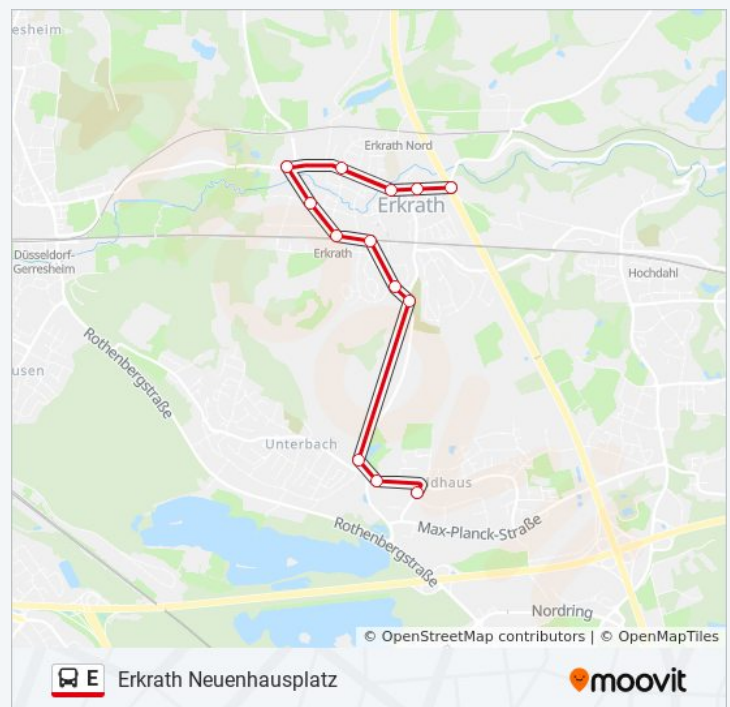 esheim
Erkrath Nord
Erkrath
Düsseldorf-
Gerresheim
Erkrath
Hochdahl
Rothenbergstraße
usen
Unterbach
ldhaus
Max-Planck-Straße
Rothenbergstraße
Nordring
© OpenStreetMap contributors | © OpenMapTiles
E Erkrath Neuenhausplatz
moovit